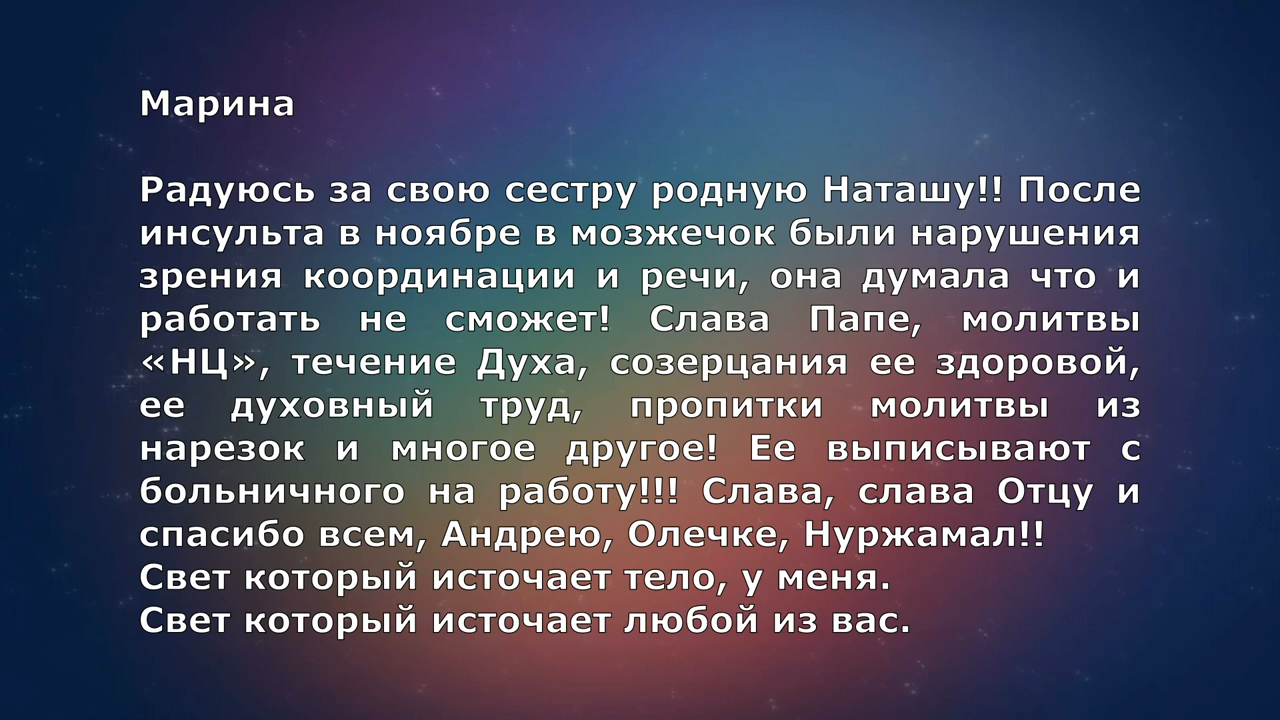 Марина
Радуюсь за свою сестру родную Наташу!! После
инсульта в ноябре в мозжечок были нарушения
зрения координации и речи, она думала что и
работать не сможет! Слава Папе, молитвы
«НЦ», течение Духа, созерцания ее здоровой,
ее духовный труд, пропитки молитвы из
нарезок и многое другое! Ее выписывают с
больничного на работу!!! Слава, слава Отцу и
спасибо всем, Андрею, Олечке, Нуржамал!!
Свет который источает тело, у меня.
Свет который источает любой из вас.